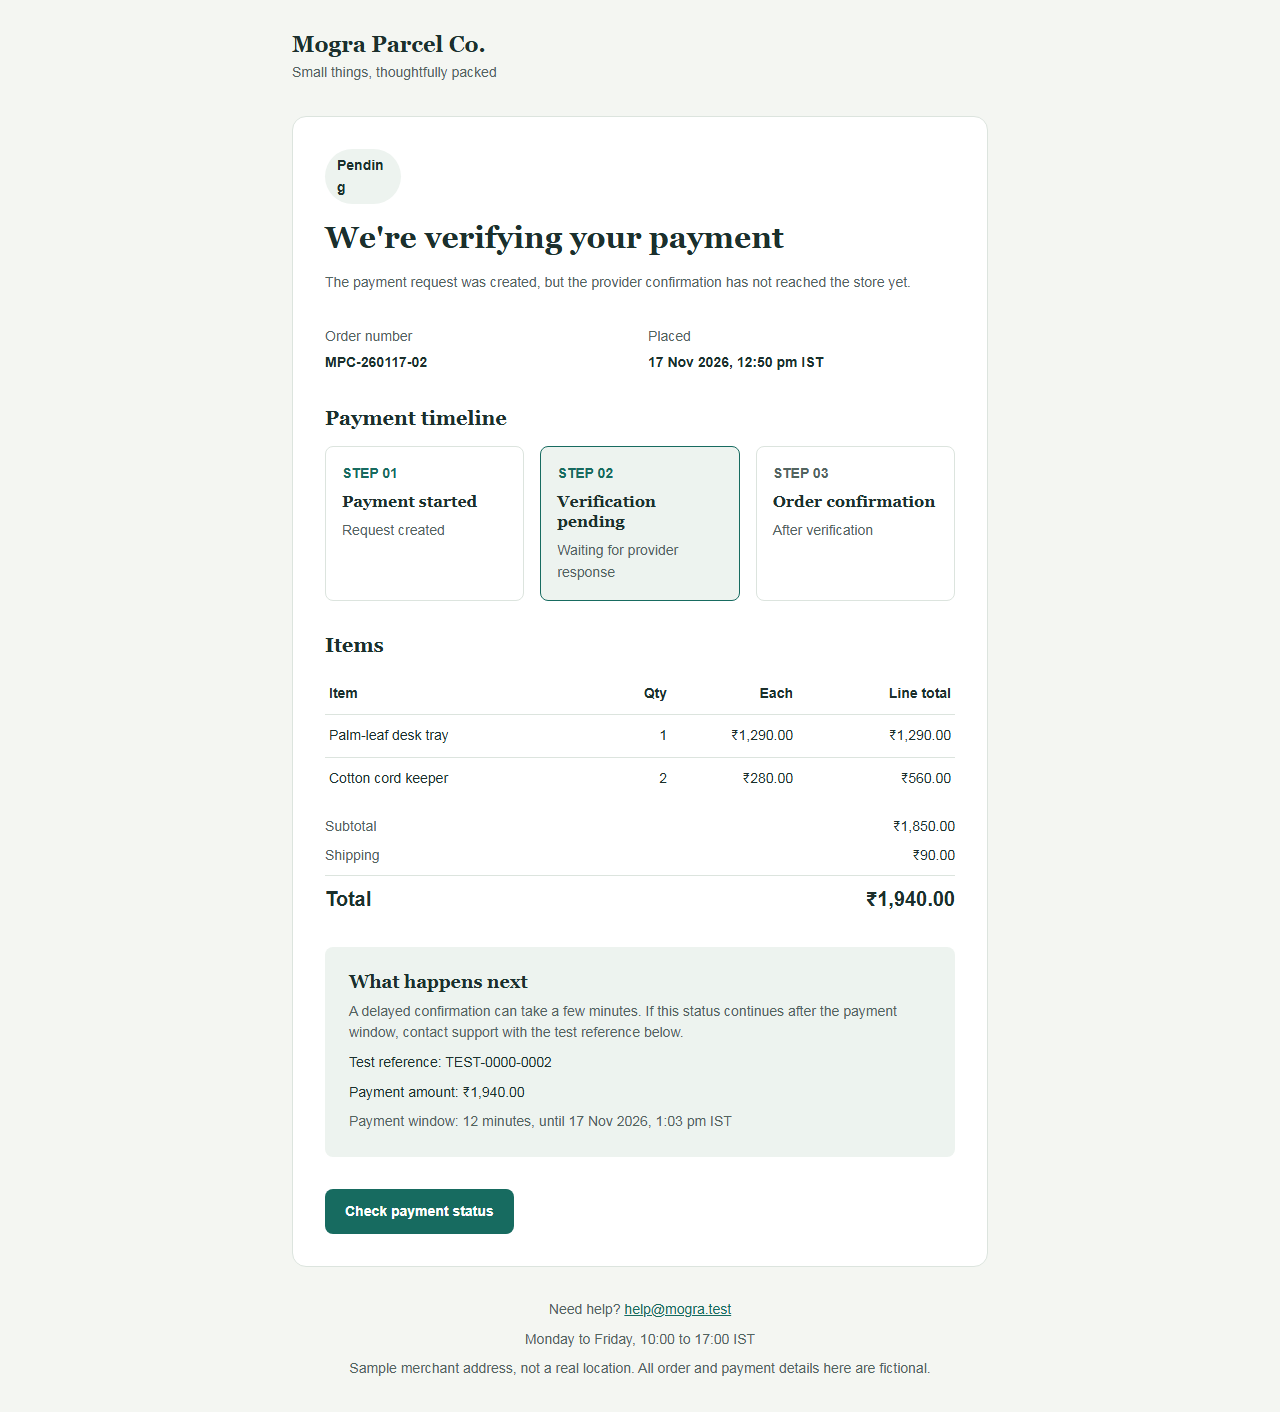 Mogra Parcel Co.
Small things, thoughtfully packed
Pendin
g
We're verifying your payment
The payment request was created, but the provider confirmation has not reached the store yet.
Order number
MPC-260117-02
Placed
17 Nov 2026, 12:50 pm IST
Payment timeline
STEP 01
Payment started
Request created
STEP 02
Verification
pending
Waiting for provider
response
STEP 03
Order confirmation
After verification
Items
Item Qty Each Line total
Palm-leaf desk tray 1 ₹1,290.00 ₹1,290.00
Cotton cord keeper 2 ₹280.00 ₹560.00
Subtotal ₹1,850.00
Shipping ₹90.00
Total ₹1,940.00
What happens next
A delayed confirmation can take a few minutes. If this status continues after the payment
window, contact support with the test reference below.
Test reference: TEST-0000-0002
Payment amount: ₹1,940.00
Payment window: 12 minutes, until 17 Nov 2026, 1:03 pm IST
Check payment status
Need help? help@mogra.test
Monday to Friday, 10:00 to 17:00 IST
Sample merchant address, not a real location. All order and payment details here are fictional.